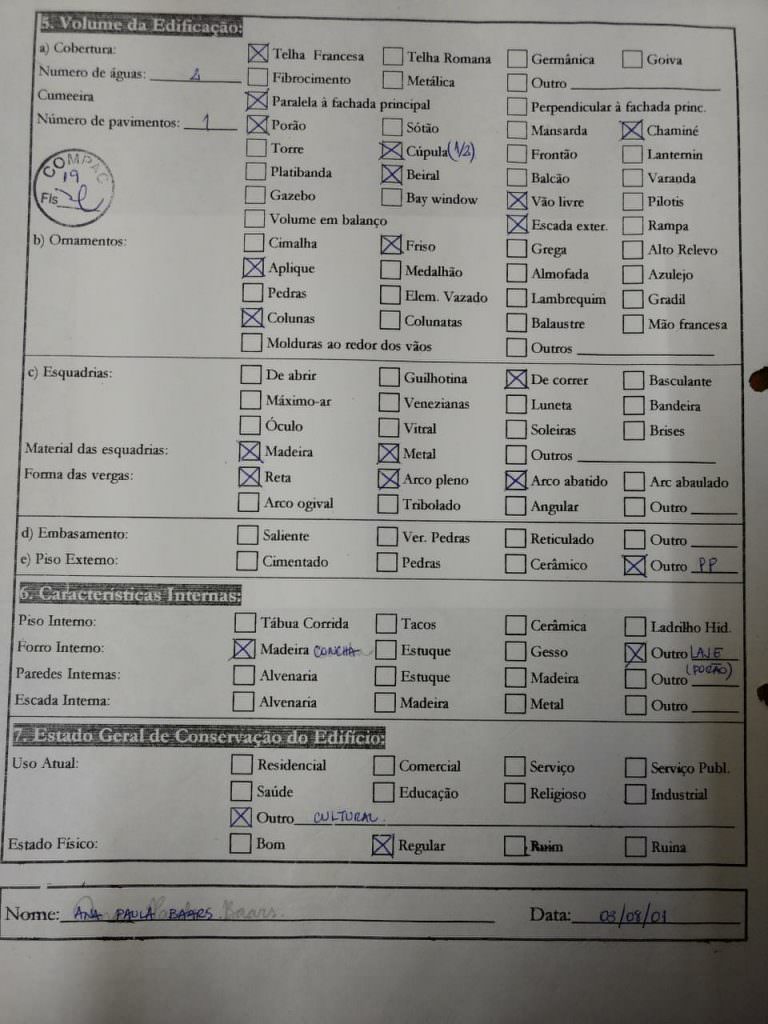 5. Volume da Edificação:
a) Cobertura: ☒ Telha Francesa ☐ Telha Romana ☐ Germânica ☐ Goiva
Numero de águas: ☐ Fibrocimento ☐ Metálica ☐ Outro
Cumeeira ☒ Paralela à fachada principal ☐ Perpendicular à fachada princ.
Número de pavimentos: 1 ☒ Porão ☐ Sótão ☐ Mansarda ☒ Chaminé
☐ Torre ☒ Cúpula (1/2) ☐ Frontão ☐ Lanternin
☐ Platibanda ☒ Beiral ☐ Balcão ☐ Varanda
COMPAC
19
Fls
☐ Gazebo ☐ Bay window ☒ Vão livre ☐ Pilotis
☐ Volume em balanço ☒ Escada exter. ☐ Rampa
b) Ornamentos: ☐ Cimalha ☒ Friso ☐ Grega ☐ Alto Relevo
☒ Aplique ☐ Medalhão ☐ Almofada ☐ Azulejo
☐ Pedras ☐ Elem. Vazado ☐ Lambrequim ☐ Gradil
☒ Colunas ☐ Colunatas ☐ Balaustre ☐ Mão francesa
☐ Molduras ao redor dos vãos ☐ Outros
c) Esquadrias: ☐ De abrir ☐ Guilhotina ☒ De correr ☐ Basculante
☐ Máximo-ar ☐ Venezianas ☐ Luneta ☐ Bandeira
☐ Óculo ☐ Vitral ☐ Soleiras ☐ Brises
Material das esquadrias: ☒ Madeira ☒ Metal ☐ Outros
Forma das vergas: ☒ Reta ☒ Arco pleno ☒ Arco abatido ☐ Arc abaulado
☐ Arco ogival ☐ Tribolado ☐ Angular ☐ Outro
d) Embasamento: ☐ Saliente ☐ Ver. Pedras ☐ Reticulado ☐ Outro
e) Piso Externo: ☐ Cimentado ☐ Pedras ☐ Cerâmico ☒ Outro PP
6. Características Internas:
Piso Interno: ☐ Tábua Corrida ☐ Tacos ☐ Cerâmica ☐ Ladrilho Hid.
Forro Interno: ☒ Madeira CONCHA ☐ Estuque ☐ Gesso ☒ Outro LAJE
(PORÃO)
Paredes Internas: ☐ Alvenaria ☐ Estuque ☐ Madeira ☐ Outro
Escada Interna: ☐ Alvenaria ☐ Madeira ☐ Metal ☐ Outro
7. Estado Geral de Conservação do Edifício:
Uso Atual: ☐ Residencial ☐ Comercial ☐ Serviço ☐ Serviço Publ.
☐ Saúde ☐ Educação ☐ Religioso ☐ Industrial
☒ Outro CULTURAL
Estado Físico: ☐ Bom ☒ Regular ☐ Ruim ☐ Ruina
Nome: ANA PAULA BAARS Baars Data: 03/08/01